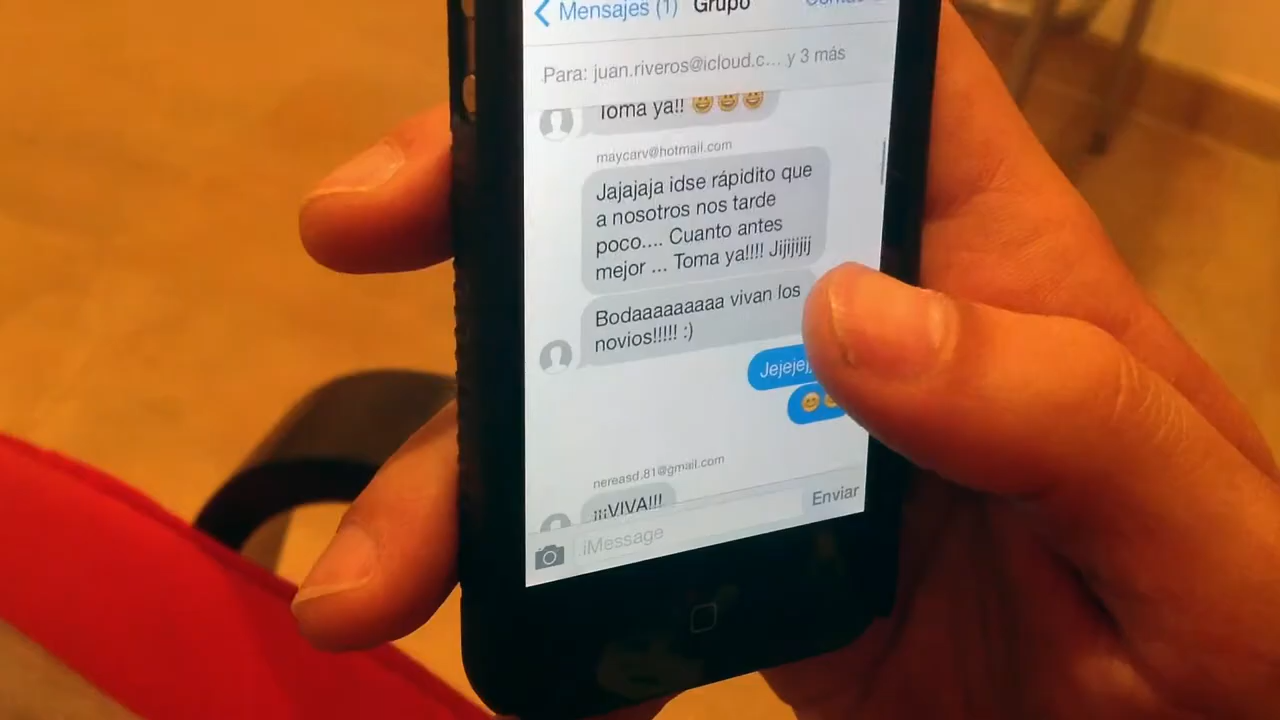 Mensajes (1) Grupo
Para: juan.riveros@icloud.c... y 3 más
Toma ya!! 😀😀😀
maycarv@hotmail.com
Jajajaja idse rápidito que
a nosotros nos tarde
poco.... Cuanto antes
mejor ... Toma ya!!!! Jijijijij
Bodaaaaaaaaa vivan los
novios!!!!! :)
nereasd.81@gmail.com
¡¡¡VIVA!!!
iMessage Enviar